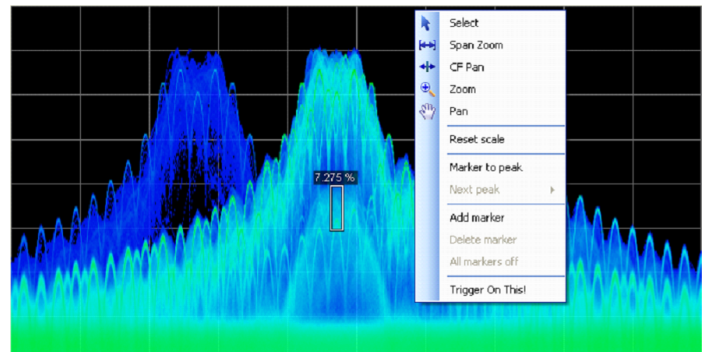 Select
Span Zoom
CF Pan
Zoom
Pan
Reset scale
Marker to peak
Next peak
Add marker
Delete marker
All markers off
Trigger On This!
7.275 %